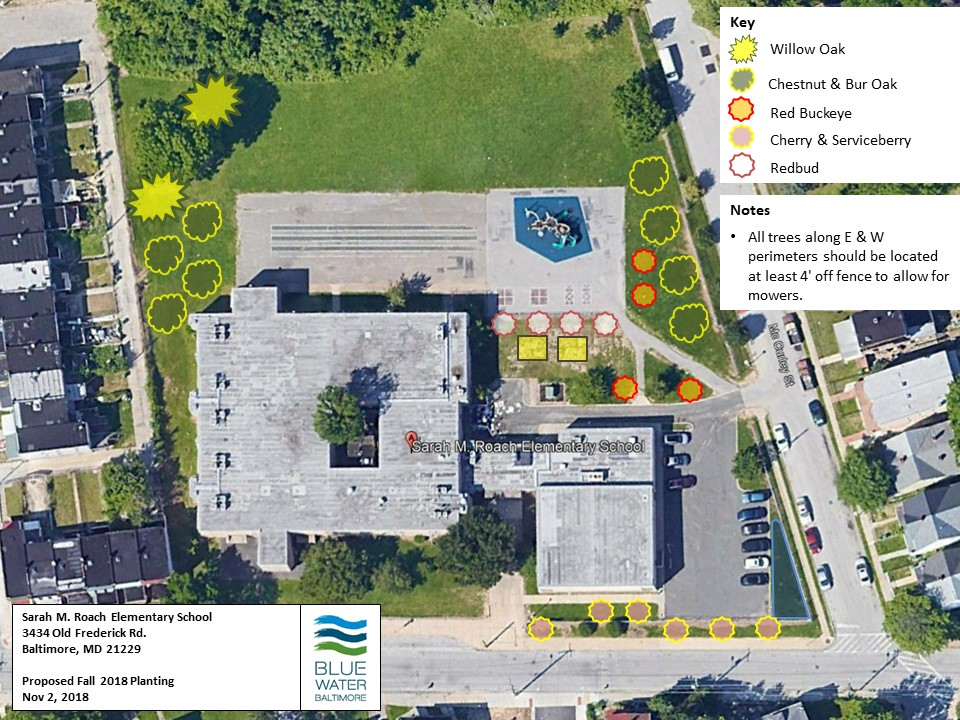 Key
Willow Oak
Chestnut & Bur Oak
Red Buckeye
Cherry & Serviceberry
Redbud
Notes
• All trees along E & W
perimeters should be located
at least 4' off fence to allow for
mowers.
Mc Curley St
Sarah M. Roach Elementary School
A
Sarah M. Roach Elementary School
3434 Old Frederick Rd.
Baltimore, MD 21229
Proposed Fall 2018 Planting
Nov 2, 2018
BLUE
WATER
BALTIMORE